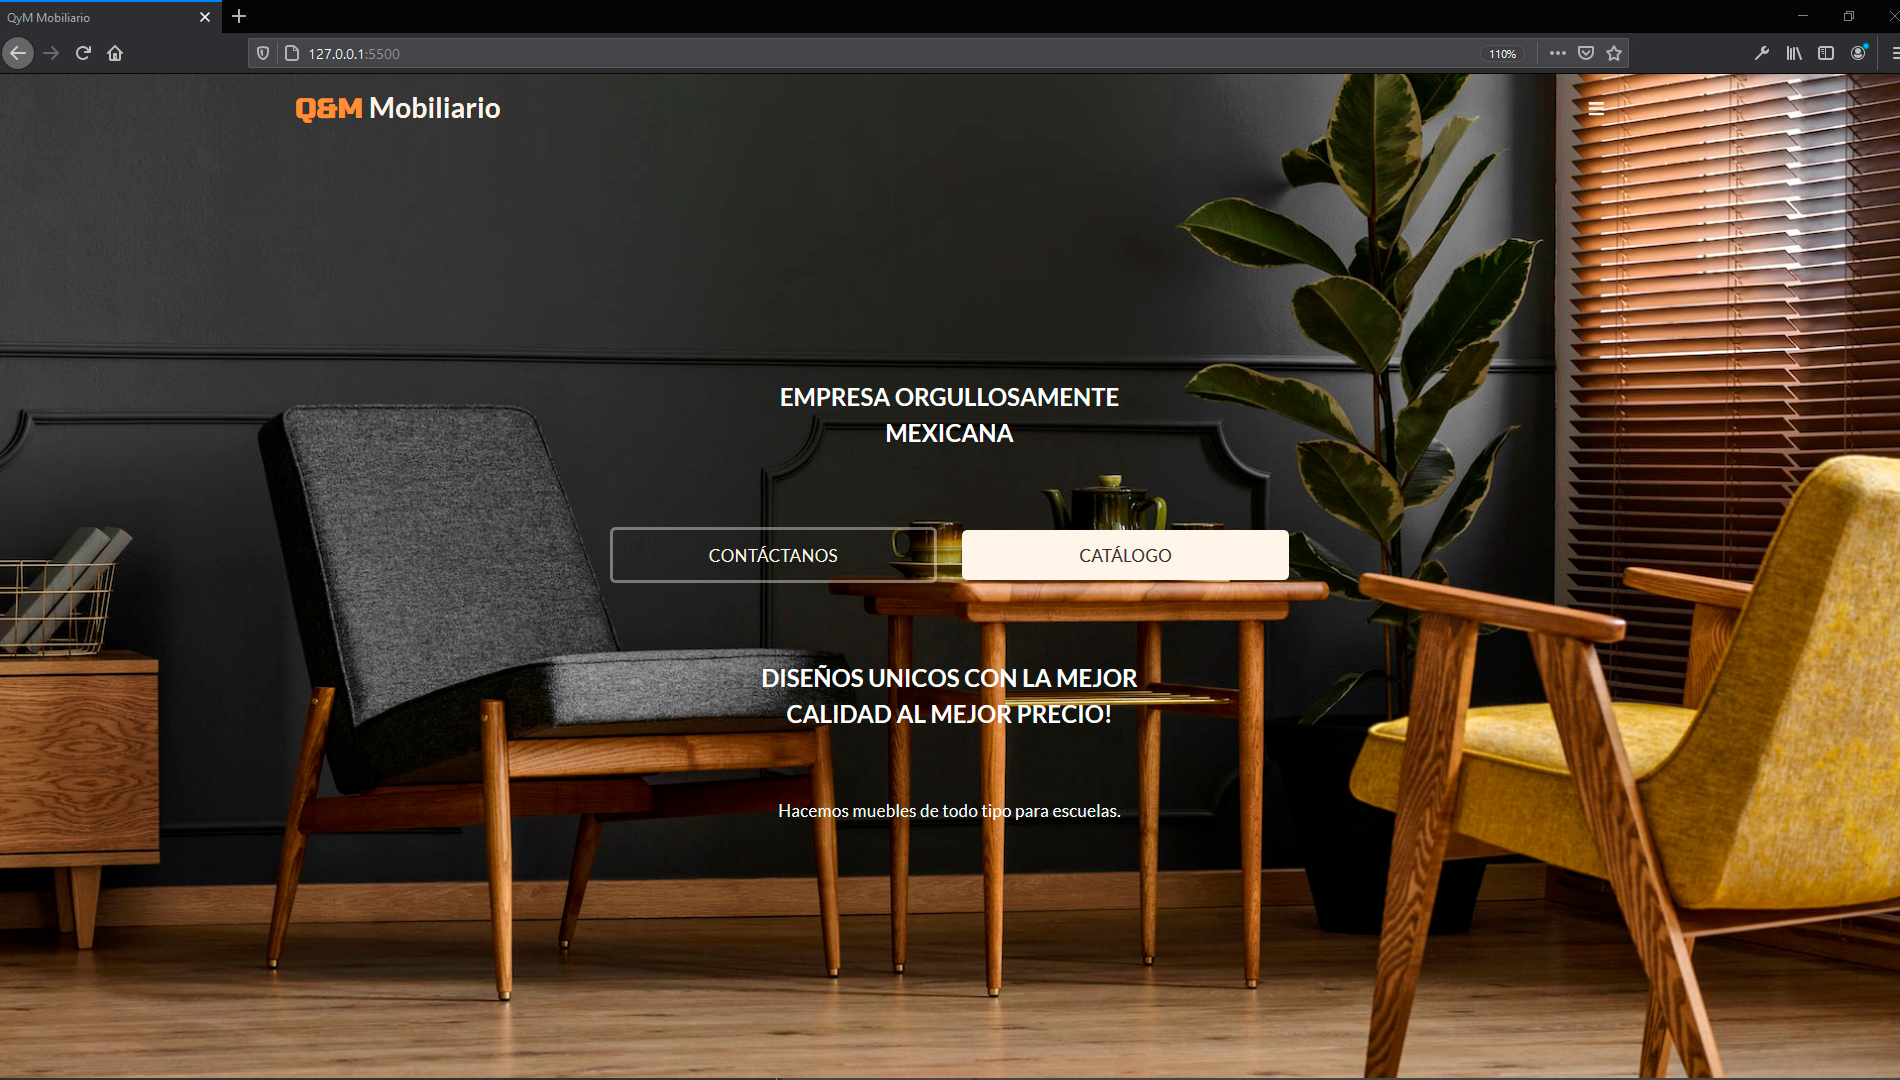 QyM Mobiliario
127.0.0.1:5500
110%
Q&M Mobiliario
EMPRESA ORGULLOSAMENTE
MEXICANA
CONTÁCTANOS
CATÁLOGO
DISEÑOS UNICOS CON LA MEJOR
CALIDAD AL MEJOR PRECIO!
Hacemos muebles de todo tipo para escuelas.